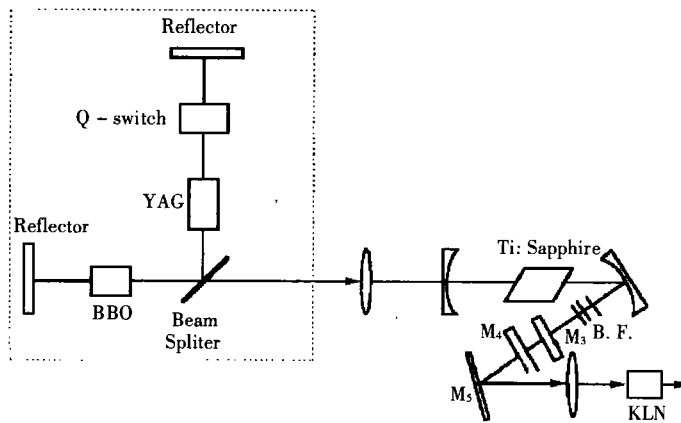 Reflector
Q - switch
YAG
Reflector
BBO
Beam
Spliter
Ti: Sapphire
M4
M3
B. F.
M5
KLN